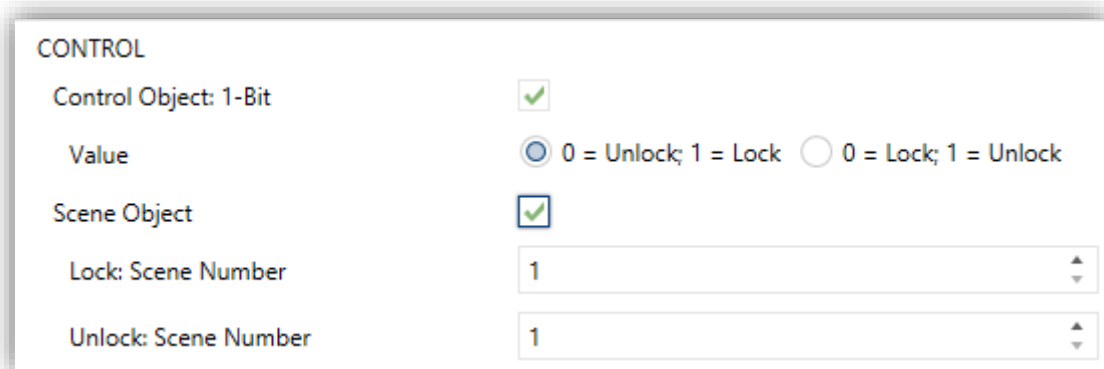 CONTROL
Control Object: 1-Bit
Value 0 = Unlock; 1 = Lock 0 = Lock; 1 = Unlock
Scene Object
Lock: Scene Number 1
Unlock: Scene Number 1